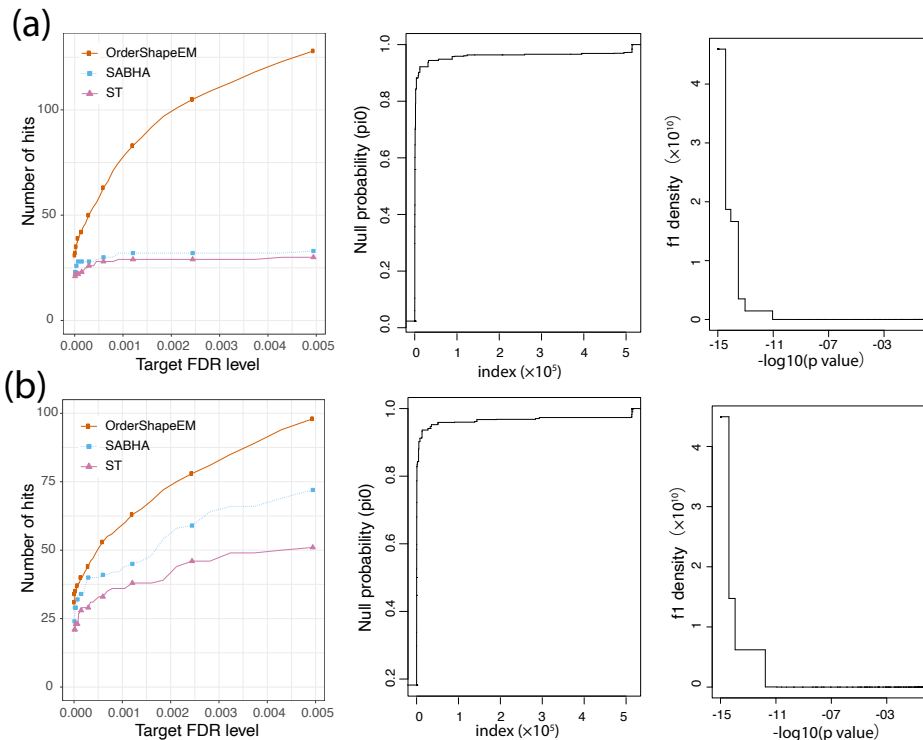 (a)
OrderShapeEM
SABHA
ST
Number of hits
0
50
100
0.000 0.001 0.002 0.003 0.004 0.005
Target FDR level
Null probability (pi0)
0.0 0.2 0.4 0.6 0.8 1.0
0 1 2 3 4 5
index (×10⁵)
f1 density (×10¹⁰)
0 2 4
-15 -11 -07 -03
-log10(p value)
(b)
OrderShapeEM
SABHA
ST
Number of hits
0
25
50
75
100
0.000 0.001 0.002 0.003 0.004 0.005
Target FDR level
Null probability (pi0)
0.2 0.4 0.6 0.8 1.0
0 1 2 3 4 5
index (×10⁵)
f1 density (×10¹⁰)
0 2 4
-15 -11 -07 -03
-log10(p value)